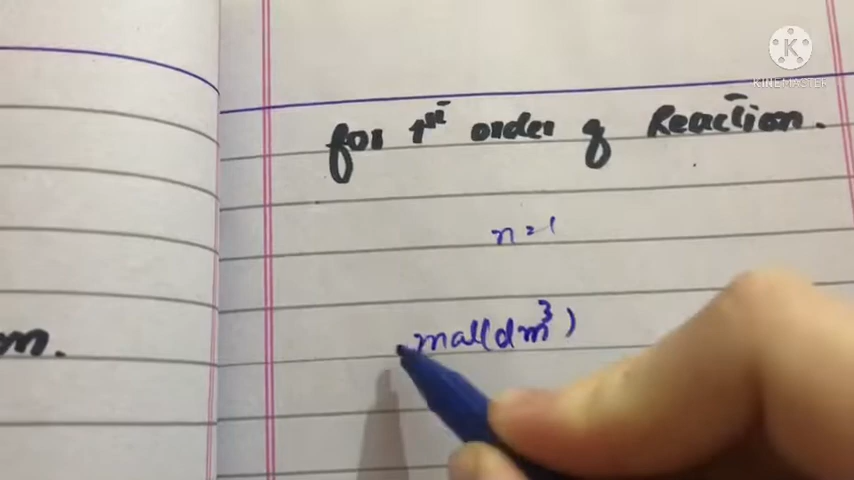 KINEMASTER
for 1st order of Reaction.
n=1
m.
mol(dm³)